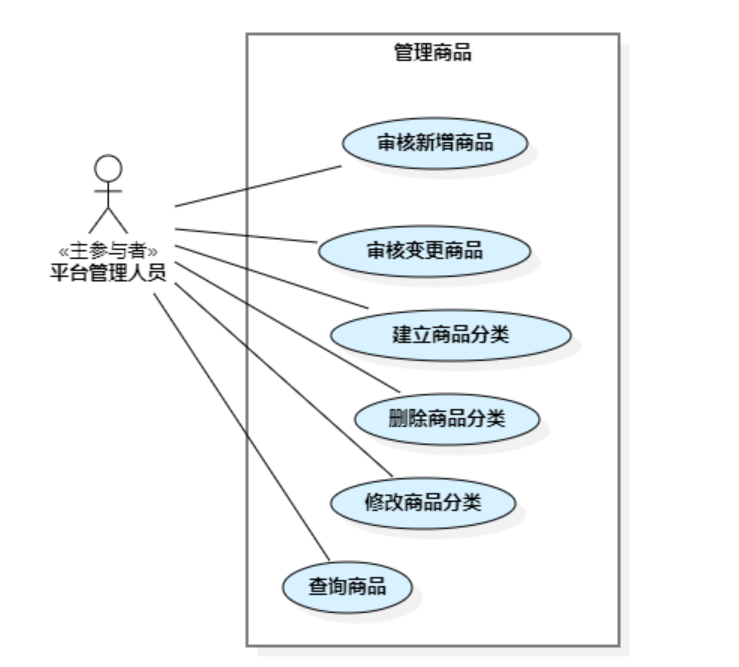 管理商品
审核新增商品
«主参与者»
平台管理人员
审核变更商品
建立商品分类
删除商品分类
修改商品分类
查询商品